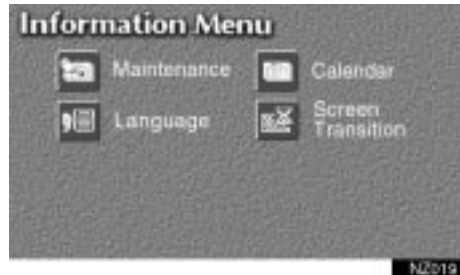 Information Menu
Maintenance
Calendar
Language
Screen
Transition
NZ019